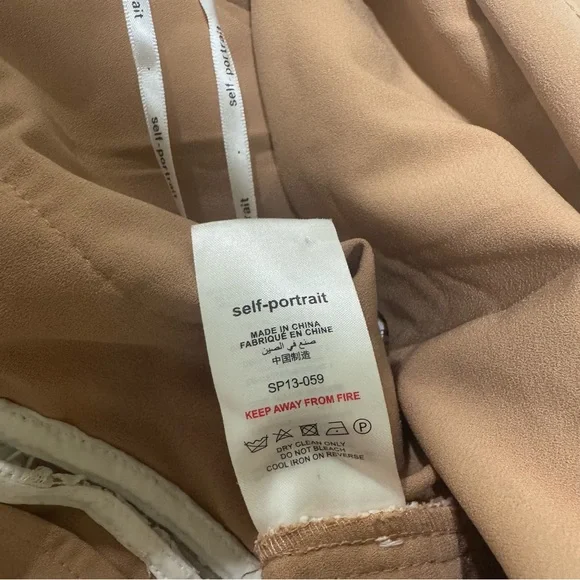 self-portrait
self-portrait
self-portrait
MADE IN CHINA
FABRIQUÉ EN CHINE
صنع في الصين
中国制造
SP13-059
KEEP AWAY FROM FIRE
P
DRY CLEAN ONLY
DO NOT BLEACH
COOL IRON ON REVERSE